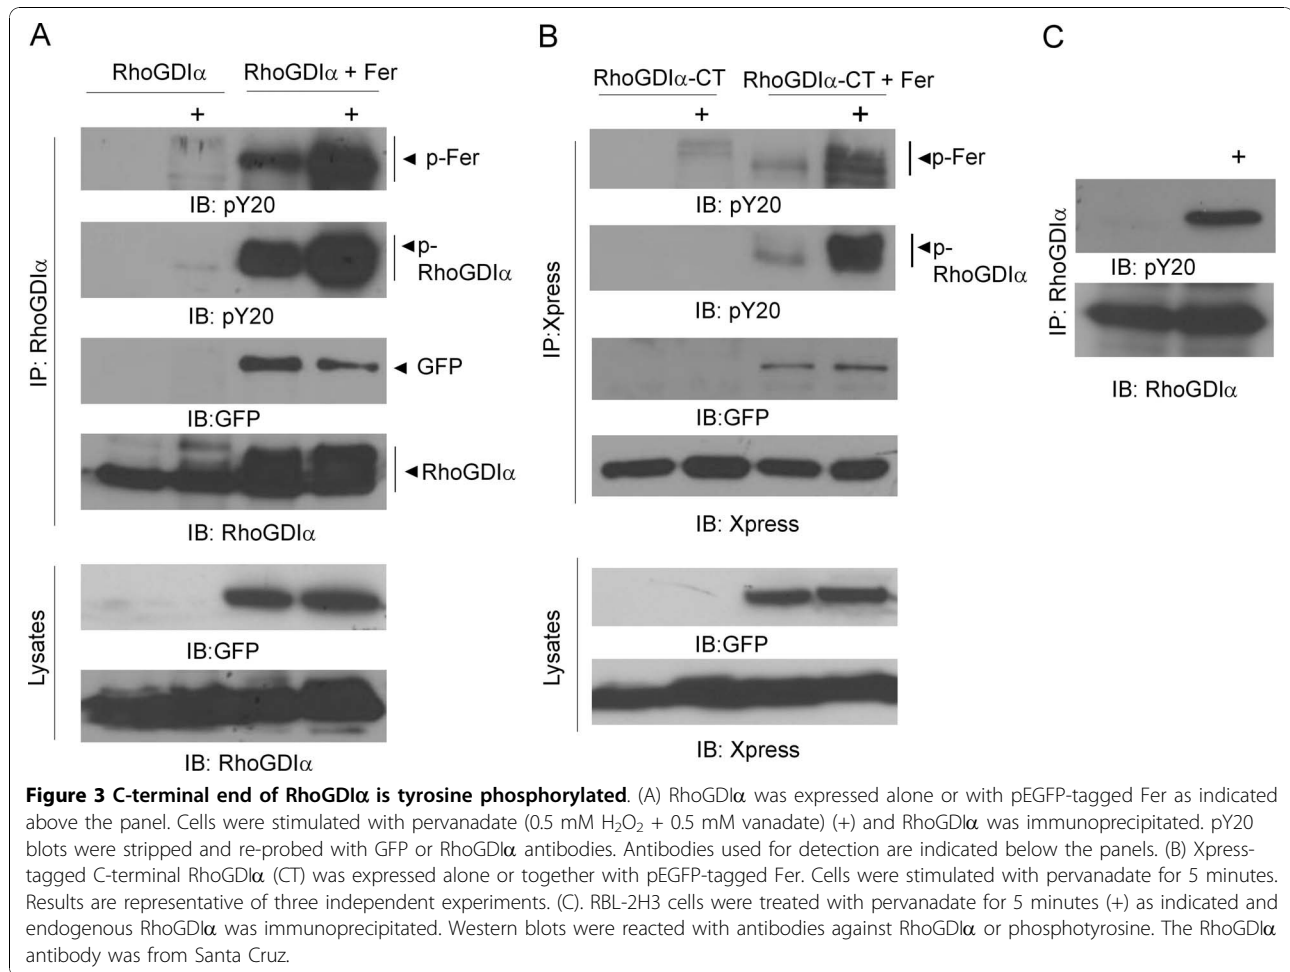 A
RhoGDIα RhoGDIα + Fer
+ +
IP: RhoGDIα
p-Fer
IB: pY20
p-
RhoGDIα
IB: pY20
GFP
IB:GFP
RhoGDIα
IB: RhoGDIα
Lysates
IB:GFP
IB: RhoGDIα
B
RhoGDIα-CT RhoGDIα-CT + Fer
+ +
IP:Xpress
p-Fer
IB: pY20
p-
RhoGDIα
IB: pY20
IB:GFP
IB: Xpress
Lysates
IB:GFP
IB: Xpress
C
+
IP: RhoGDIα
IB: pY20
IB: RhoGDIα
Figure 3 C-terminal end of RhoGDIα is tyrosine phosphorylated. (A) RhoGDIα was expressed alone or with pEGFP-tagged Fer as indicated
above the panel. Cells were stimulated with pervanadate (0.5 mM H₂O₂ + 0.5 mM vanadate) (+) and RhoGDIα was immunoprecipitated. pY20
blots were stripped and re-probed with GFP or RhoGDIα antibodies. Antibodies used for detection are indicated below the panels. (B) Xpress-
tagged C-terminal RhoGDIα (CT) was expressed alone or together with pEGFP-tagged Fer. Cells were stimulated with pervanadate for 5 minutes.
Results are representative of three independent experiments. (C). RBL-2H3 cells were treated with pervanadate for 5 minutes (+) as indicated and
endogenous RhoGDIα was immunoprecipitated. Western blots were reacted with antibodies against RhoGDIα or phosphotyrosine. The RhoGDIα
antibody was from Santa Cruz.